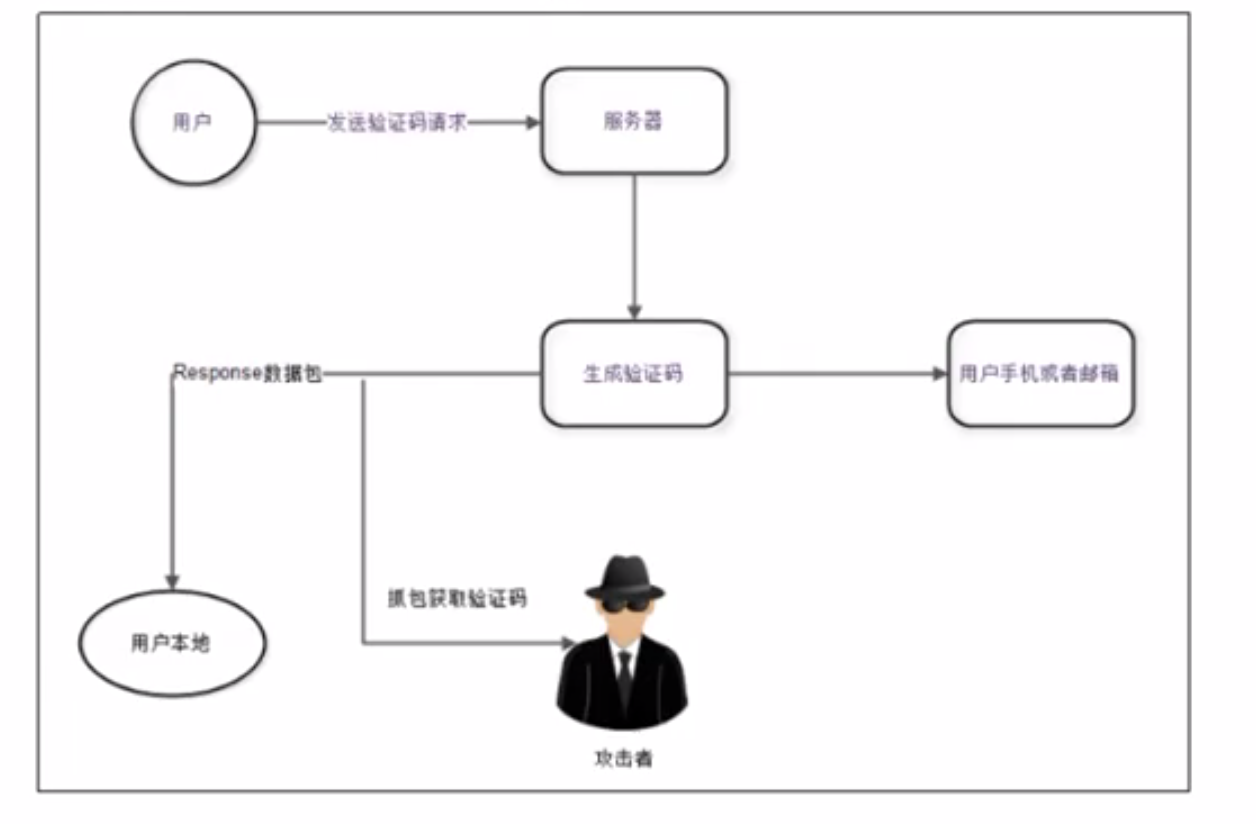 用户
发送验证码请求
服务器
Response数据包
生成验证码
用户手机或者邮箱
抓包获取验证码
用户本地
攻击者